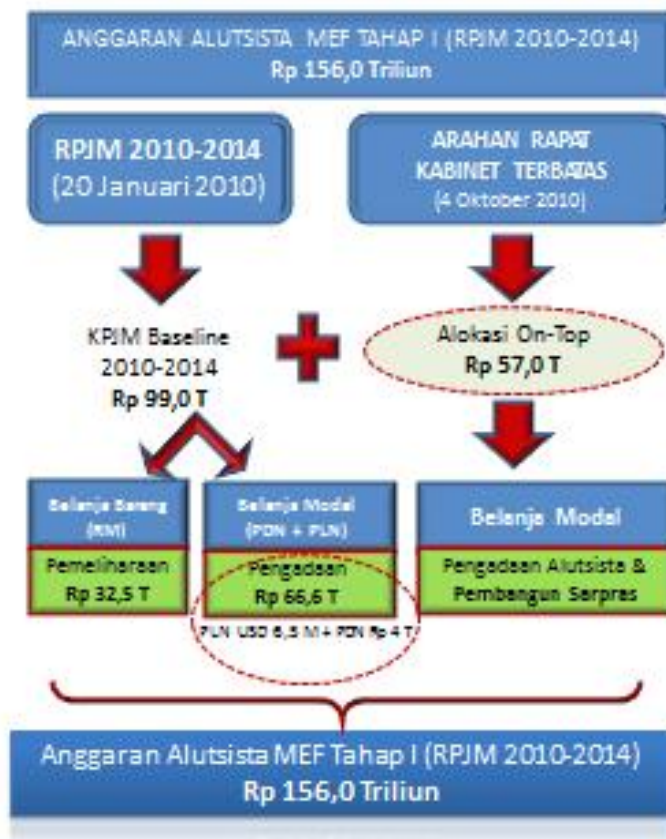 ANGGARAN ALUTSISTA MEF TAHAP I (RPJM 2010-2014)
Rp 156,0 Triliun
RPJM 2010-2014
(20 Januari 2010)
ARAHAN RAPAT
KABINET TERBATAS
(4 Oktober 2010)
KPJM Baseline
2010-2014
Rp 99,0 T
Alokasi On-Top
Rp 57,0 T
Belanja Barang
(RM)
Pemeliharaan
Rp 32,5 T
Belanja Modal
(PDN + PLN)
Pengadaan
Rp 66,6 T
PLN USD 6,5 M + PDN Rp 4 T
Belanja Modal
Pengadaan Alutsista &
Pembangun Sarpras
Anggaran Alutsista MEF Tahap I (RPJM 2010-2014)
Rp 156,0 Triliun